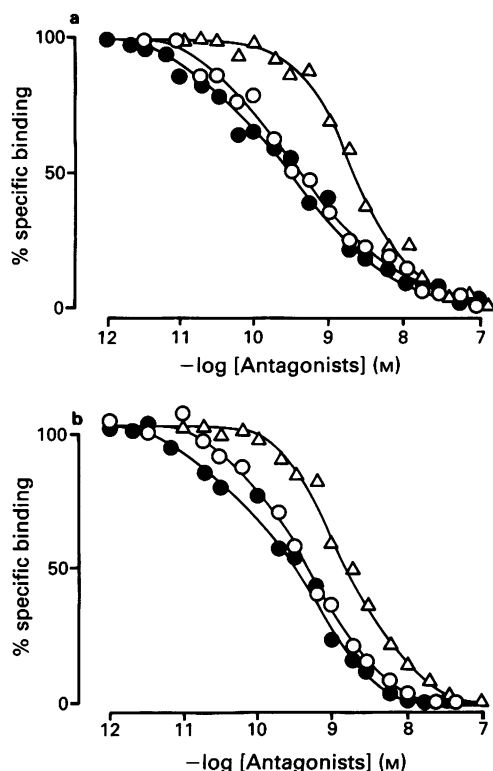 a
100
50
0
% specific binding
12 11 10 9 8 7
−log [Antagonists] (M)
b
100
50
0
% specific binding
12 11 10 9 8 7
−log [Antagonists] (M)